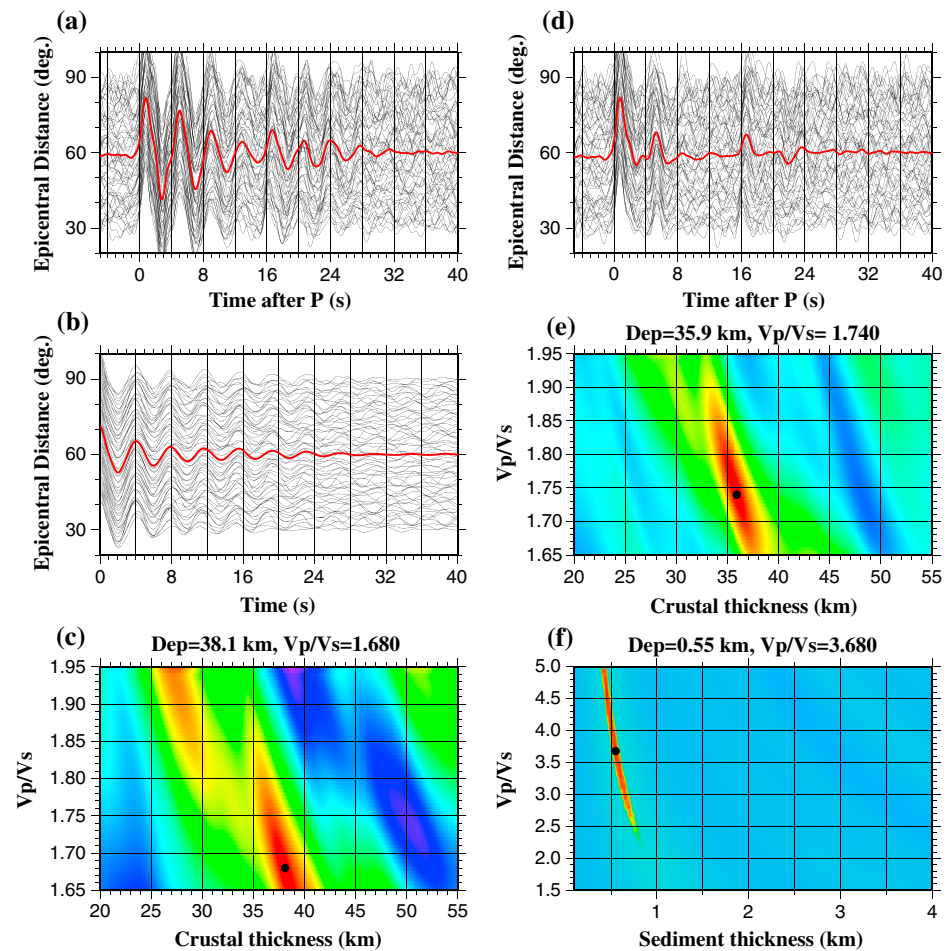 (a)
Epicentral Distance (deg.)
90
60
30
0 8 16 24 32 40
Time after P (s)
(d)
Epicentral Distance (deg.)
90
60
30
0 8 16 24 32 40
Time after P (s)
(b)
Epicentral Distance (deg.)
90
60
30
0 8 16 24 32 40
Time (s)
(e)
Dep=35.9 km, Vp/Vs= 1.740
Vp/Vs
1.95
1.90
1.85
1.80
1.75
1.70
1.65
20 25 30 35 40 45 50 55
Crustal thickness (km)
(c)
Dep=38.1 km, Vp/Vs=1.680
Vp/Vs
1.95
1.90
1.85
1.80
1.75
1.70
1.65
20 25 30 35 40 45 50 55
Crustal thickness (km)
(f)
Dep=0.55 km, Vp/Vs=3.680
Vp/Vs
5.0
4.5
4.0
3.5
3.0
2.5
2.0
1.5
1 2 3 4
Sediment thickness (km)